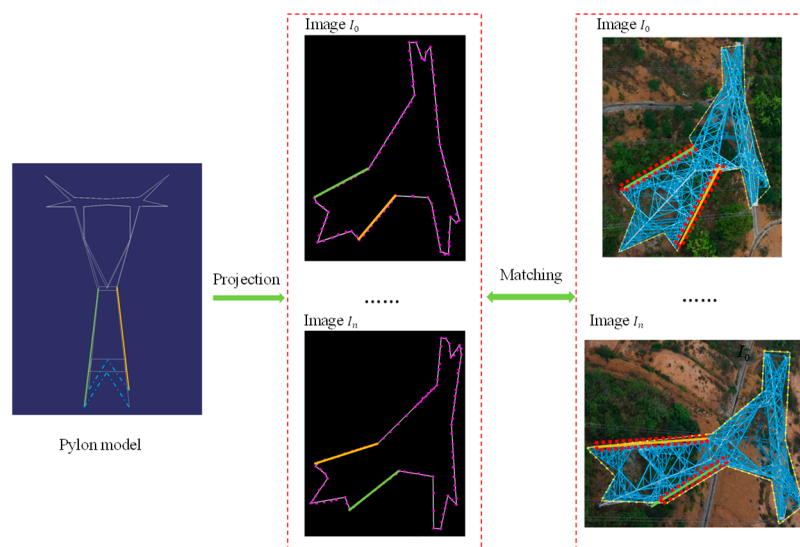 Image I0
Image I0
Projection
Matching
......
......
Image In
Image In
I0
Pylon model